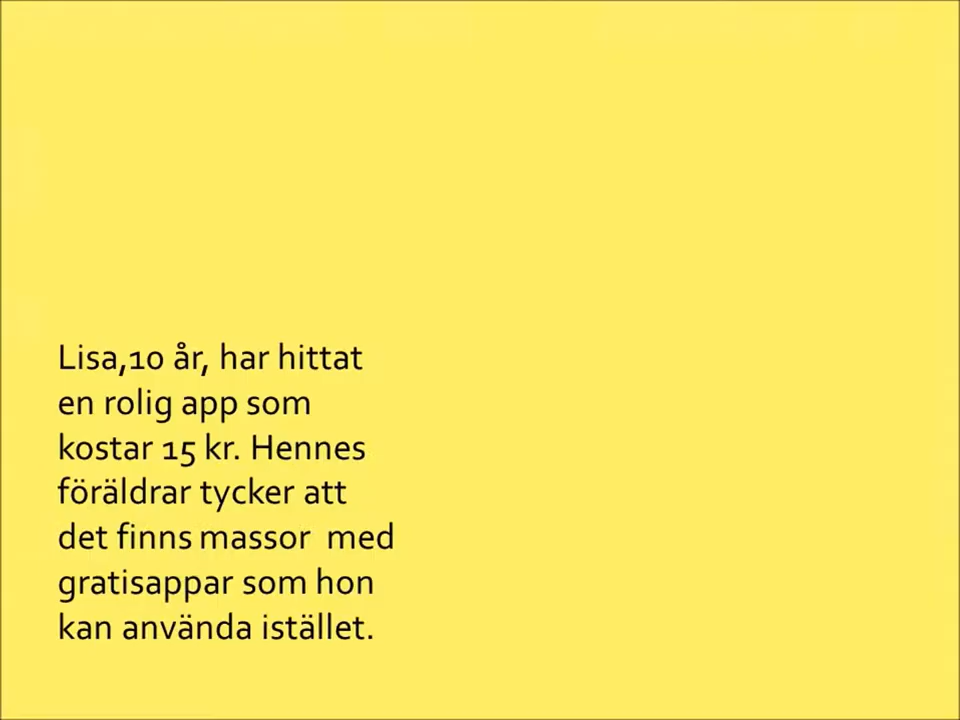 Lisa,10 år, har hittat
en rolig app som
kostar 15 kr. Hennes
föräldrar tycker att
det finns massor  med
gratisappar som hon
kan använda istället.